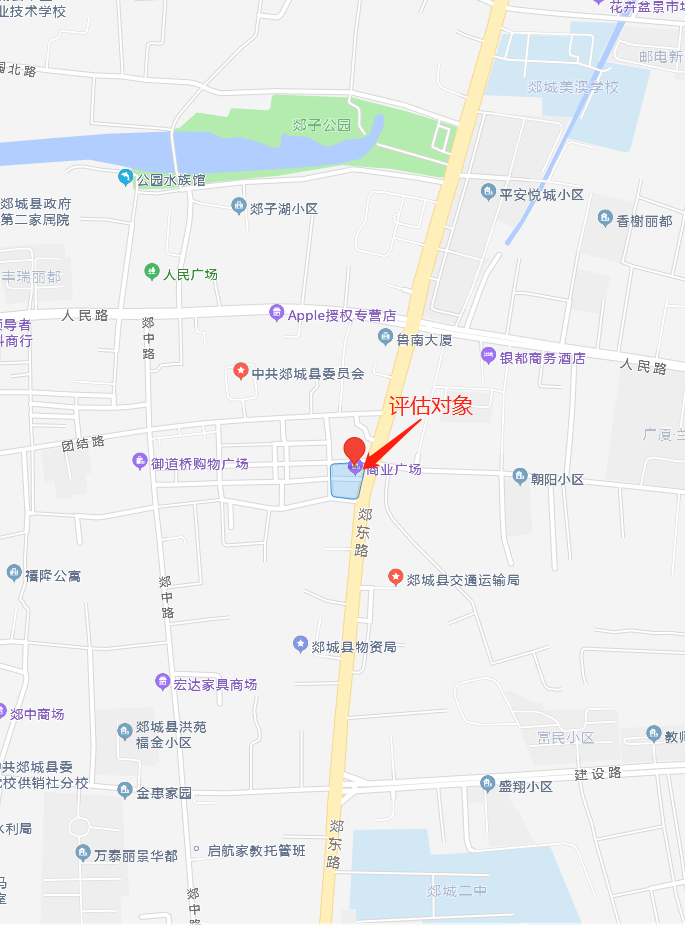 业技术学校
花卉盆景市场
邮电新
园北路
郯城美澳学校
郯子公园
公园水族馆
平安悦城小区
郯城县政府
第二家属院
郯子湖小区
香榭丽都
人民广场
丰瑞丽都
人民路
Apple授权专营店
领导者
斗商行
郯中路
鲁南大厦
银都商务酒店
人民路
中共郯城县委员会
评估对象
团结路
广厦·兰
御道桥购物广场
商业广场
朝阳小区
郯东路
禧隆公寓
郯城县交通运输局
郯中路
郯城县物资局
宏达家具商场
郯中商场
郯城县洪苑
福金小区
富民小区
教师
中共郯城县委
党校供销社分校
建设路
盛翔小区
金惠家园
水利局
郯东路
启航家教托管班
万泰丽景华都
郯城二中
郯中